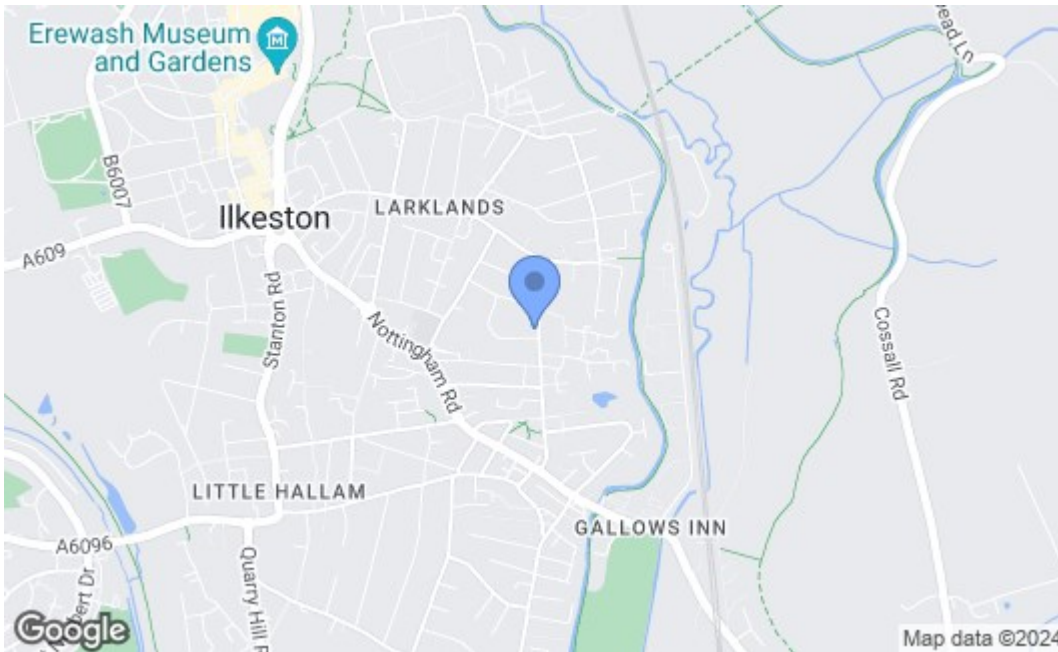 Erewash Museum
and Gardens
B6007
Ilkeston
LARKLANDS
A609
Stanton Rd
Nottingham Rd
Cossall Rd
LITTLE HALLAM
GALLOWS INN
A6096
Quarry Hill R
Google
Map data ©2024